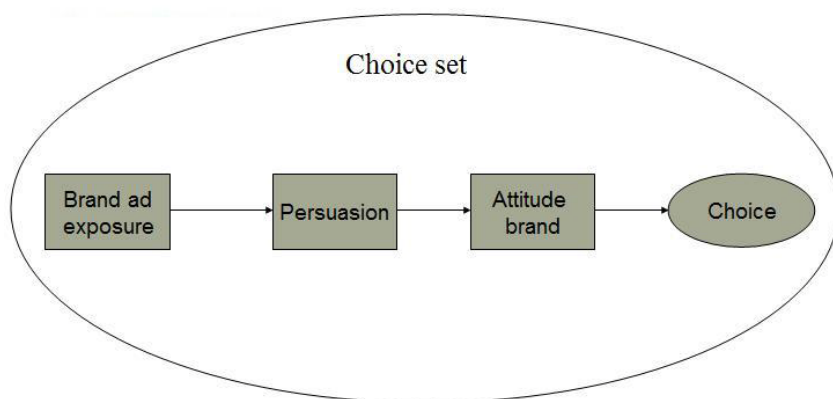 Choice set
Brand ad
exposure
Persuasion
Attitude
brand
Choice